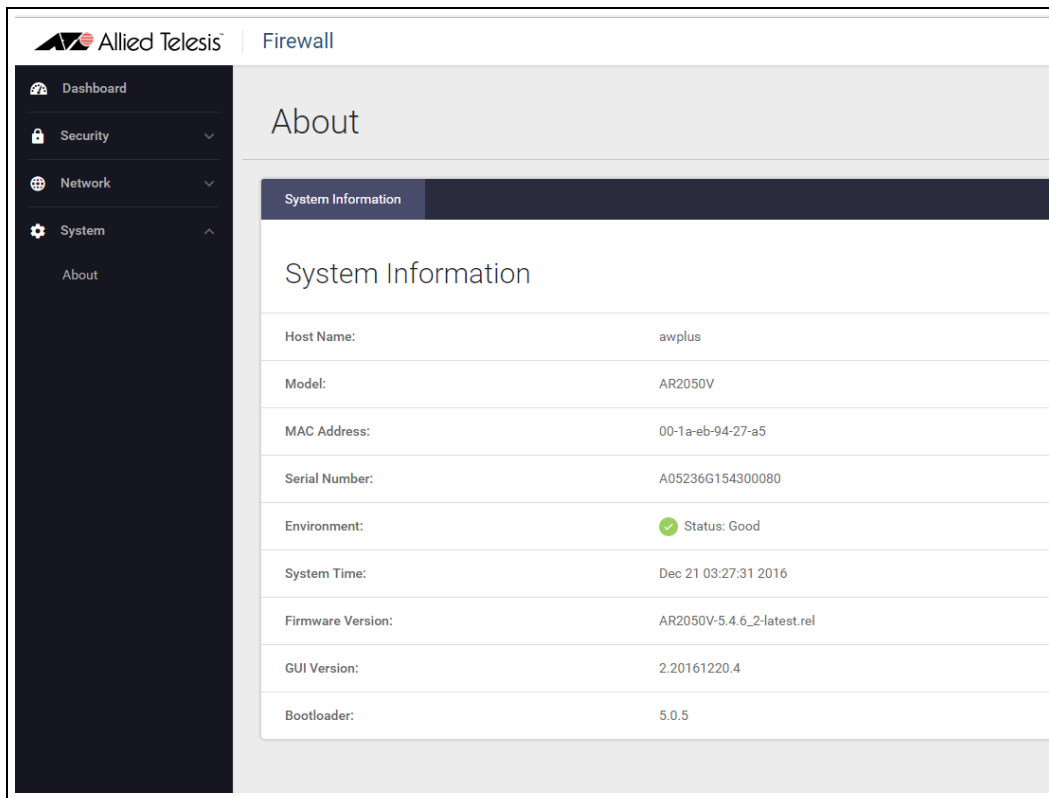 Allied Telesis
Firewall
Dashboard
Security
Network
System
About
About
System Information
System Information
Host Name: awplus
Model: AR2050V
MAC Address: 00-1a-eb-94-27-a5
Serial Number: A05236G154300080
Environment: Status: Good
System Time: Dec 21 03:27:31 2016
Firmware Version: AR2050V-5.4.6_2-latest.rel
GUI Version: 2.20161220.4
Bootloader: 5.0.5